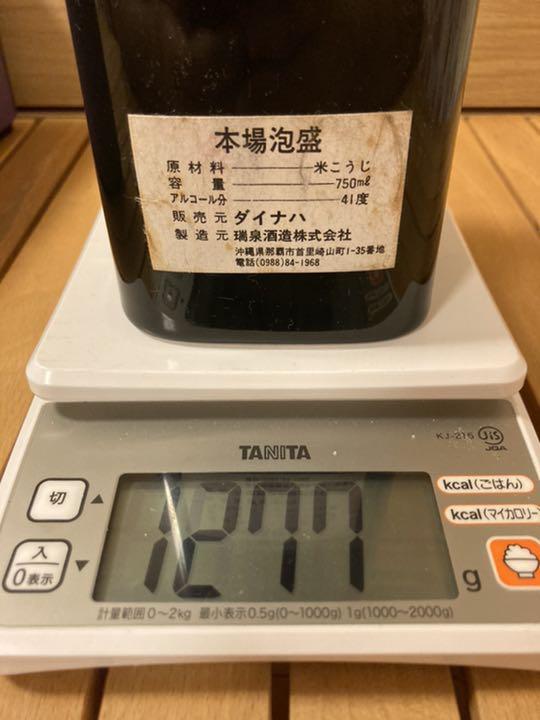 本場泡盛
原材料 米こうじ
容量 750mℓ
アルコール分 41度
販売元 ダイナハ
製造元 瑞泉酒造株式会社
沖縄県那覇市首里崎山町1-35番地
電話(0988)84-1968
TANITA
KJ-216 JIS
JQA
切
kcal(ごはん)
kcal(マイカロリー)
入
0表示
1277 g
計量範囲 0~2kg 最小表示0.5g(0~1000g) 1g(1000~2000g)